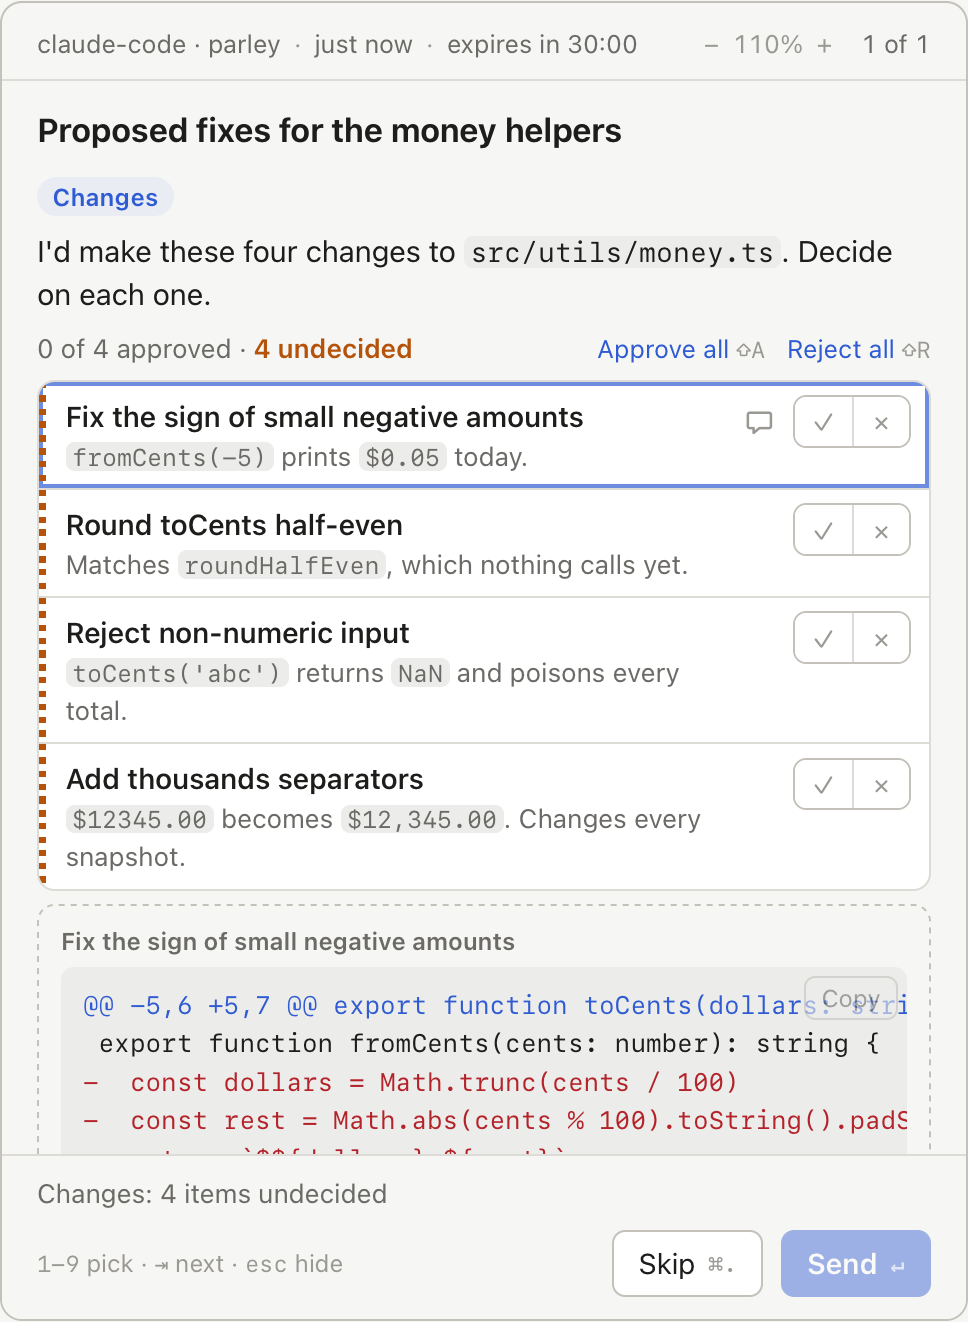 claude-code · parley · just now · expires in 30:00 − 110% + 1 of 1
Proposed fixes for the money helpers
Changes
I'd make these four changes to src/utils/money.ts. Decide
on each one.
0 of 4 approved · 4 undecided Approve all ⇧A Reject all ⇧R
Fix the sign of small negative amounts
fromCents(−5) prints $0.05 today.
Round toCents half-even
Matches roundHalfEven, which nothing calls yet.
Reject non-numeric input
toCents('abc') returns NaN and poisons every
total.
Add thousands separators
$12345.00 becomes $12,345.00. Changes every
snapshot.
Fix the sign of small negative amounts
Copy
@@ −5,6 +5,7 @@ export function toCents(dollars: stri
export function fromCents(cents: number): string {
−  const dollars = Math.trunc(cents / 100)
−  const rest = Math.abs(cents % 100).toString().padS
Changes: 4 items undecided
1–9 pick · ⇥ next · esc hide Skip ⌘. Send ↵